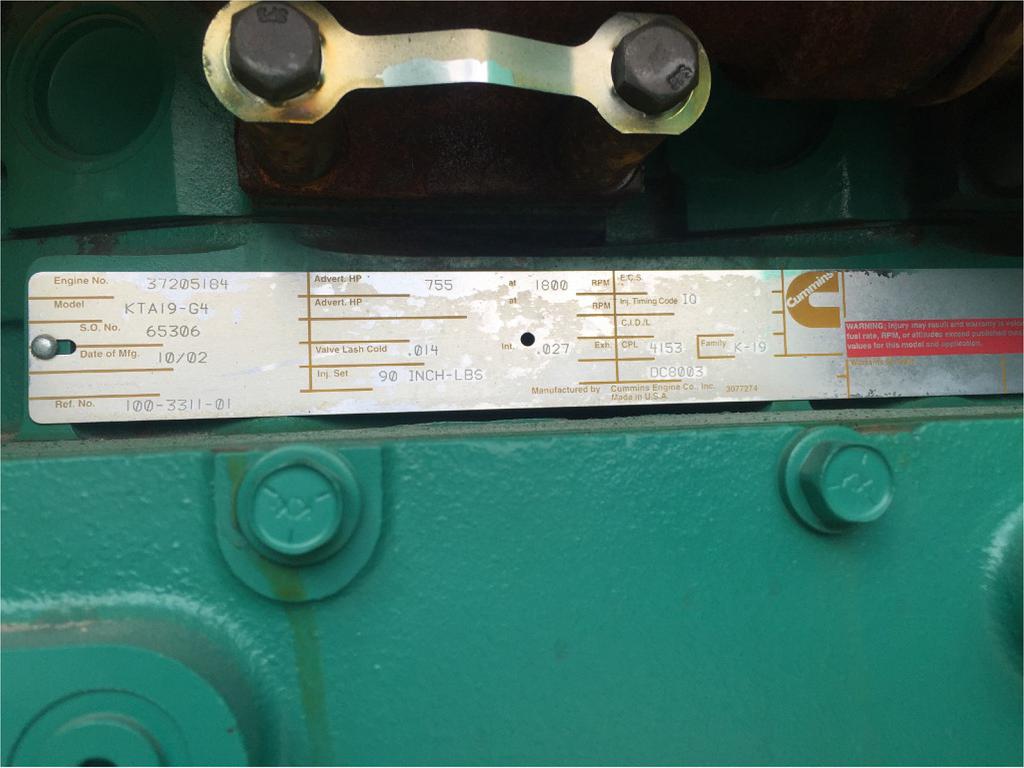 Engine No. 37205184
Model KTA19-G4
S.O. No. 65306
Date of Mfg. 10/02
Ref. No. 100-3311-01
Advert. HP 755 at 1800 RPM
Advert. HP at RPM
Valve Lash Cold .014 Int. .027 Exh.
Inj. Set 90 INCH-LBS
E.C.S.
Inj. Timing Code IQ
C.I.D./L
CPL 4153 Family K-19
DC8003
Manufactured by Cummins Engine Co., Inc. 3077274
Made in U.S.A.
Cummins
WARNING: Injury may result and warranty is
fuel rate, RPM, or altitudes exceed published
values for this model and application.